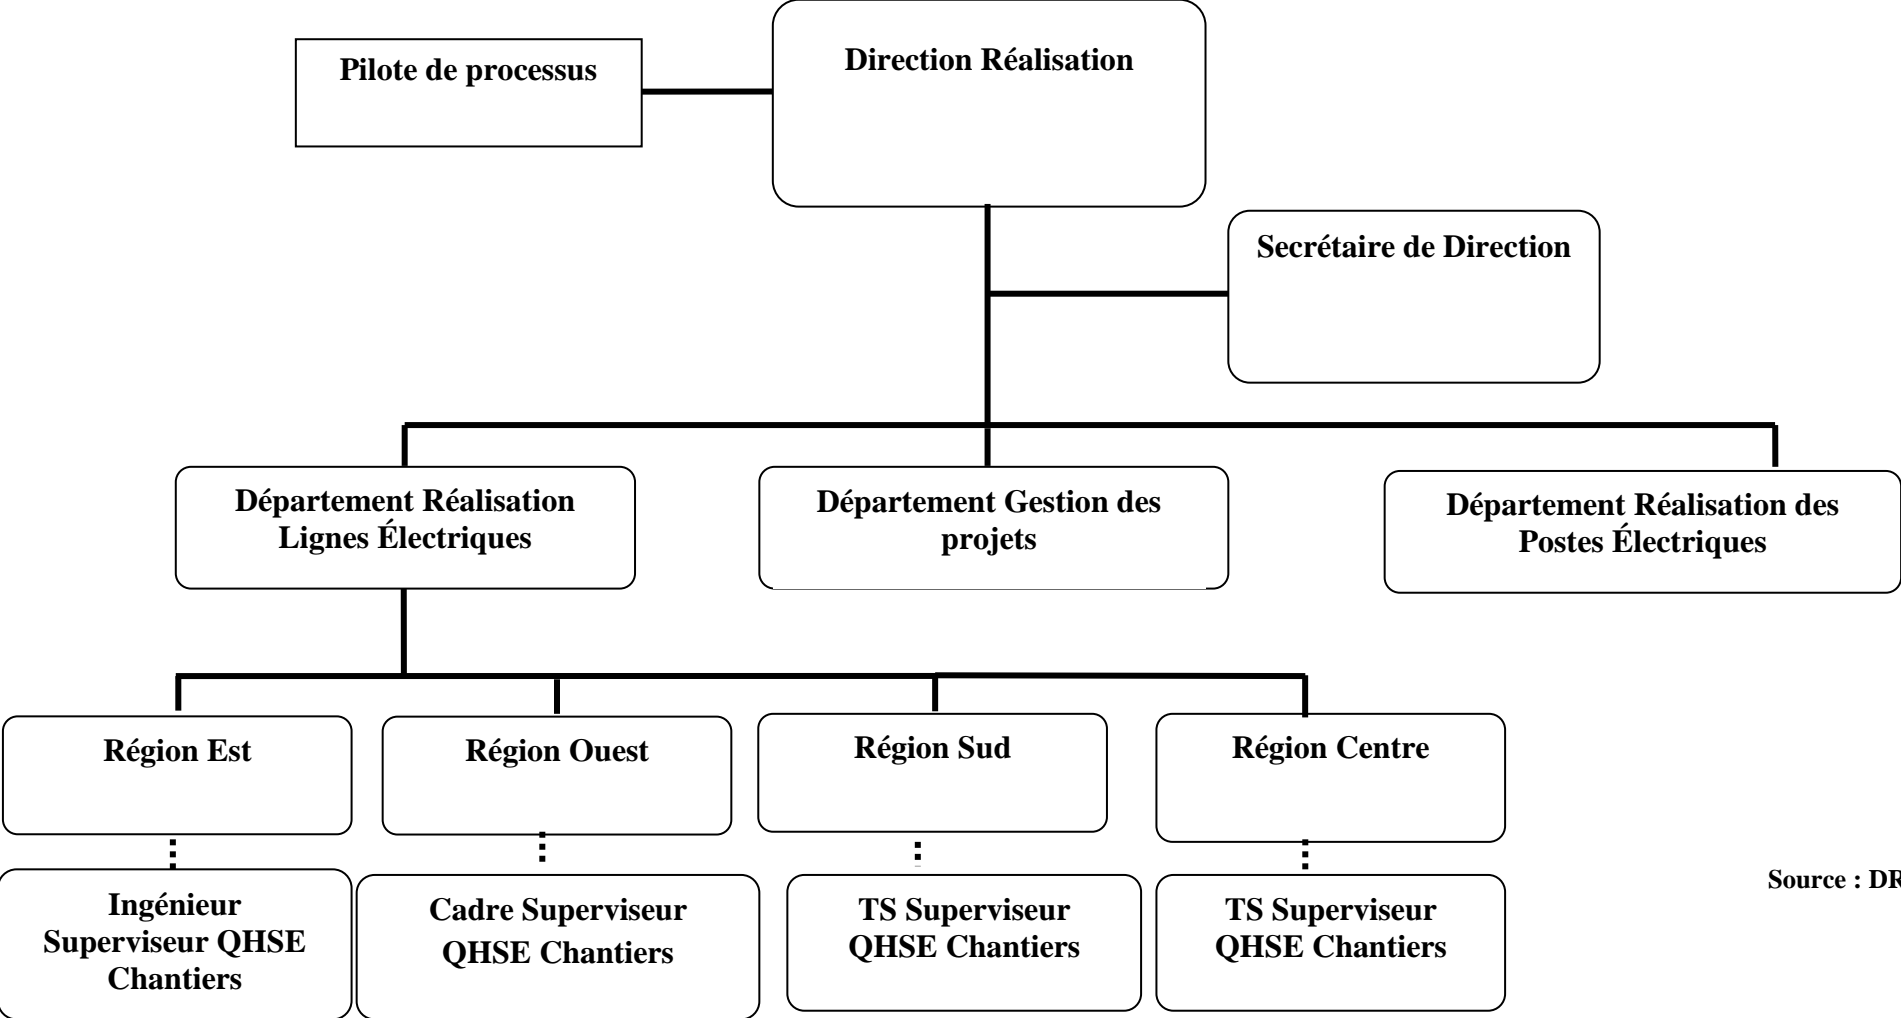 Pilote de processus
Direction Réalisation
Secrétaire de Direction
Département Réalisation
Lignes Électriques
Département Gestion des
projets
Département Réalisation des
Postes Électriques
Région Est
Région Ouest
Région Sud
Région Centre
Ingénieur
Superviseur QHSE
Chantiers
Cadre Superviseur
QHSE Chantiers
TS Superviseur
QHSE Chantiers
TS Superviseur
QHSE Chantiers
Source : DR